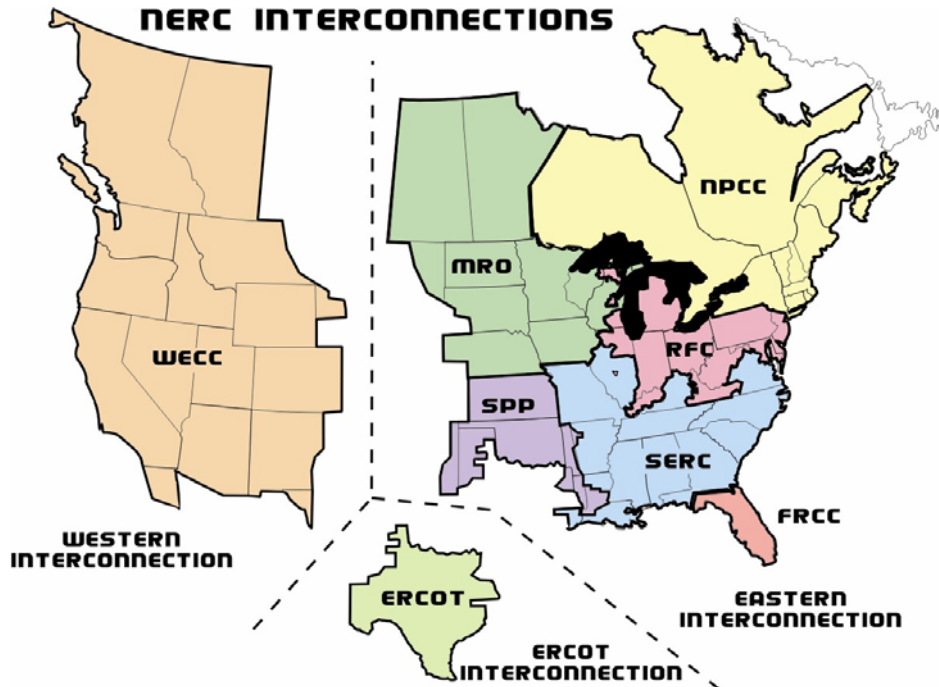 NERC INTERCONNECTIONS
NPCC
MRO
RFC
WECC
SPP
SERC
FRCC
WESTERN
INTERCONNECTION
ERCOT
EASTERN
INTERCONNECTION
ERCOT
INTERCONNECTION